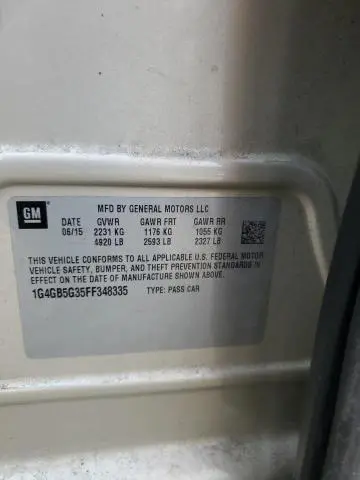 GM
MFD BY GENERAL MOTORS LLC
DATE GVWR GAWR FRT GAWR RR
06/15 2231 KG 1176 KG 1055 KG
4920 LB 2593 LB 2327 LB
THIS VEHICLE CONFORMS TO ALL APPLICABLE U.S. FEDERAL MOTOR
VEHICLE SAFETY, BUMPER, AND THEFT PREVENTION STANDARDS IN
EFFECT ON THE DATE OF MANUFACTURE SHOWN ABOVE.
1G4GB5G35FF348335 TYPE: PASS CAR